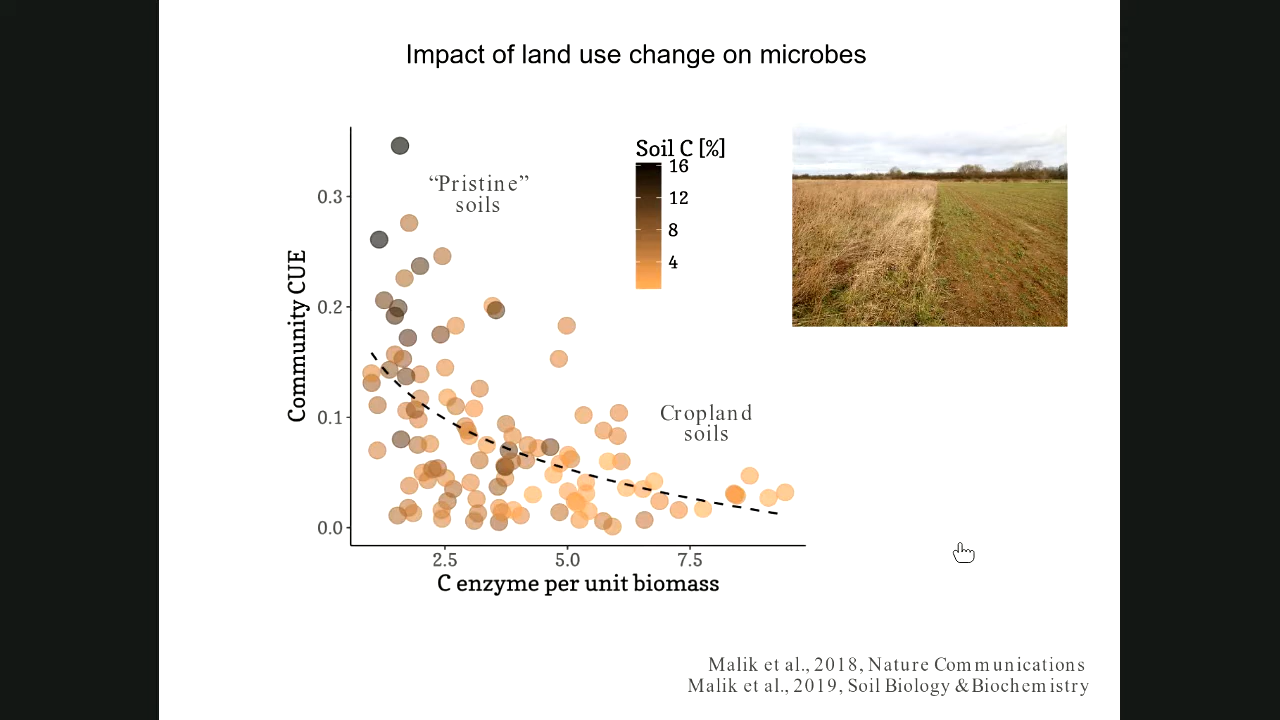 Impact of land use change on microbes
Soil C [%]
16
12
8
4
“Pristine”
soils
Cropland
soils
Community CUE
0.3
0.2
0.1
0.0
2.5 5.0 7.5
C enzyme per unit biomass
Malik et al., 2018, Nature Communications
Malik et al., 2019, Soil Biology & Biochemistry